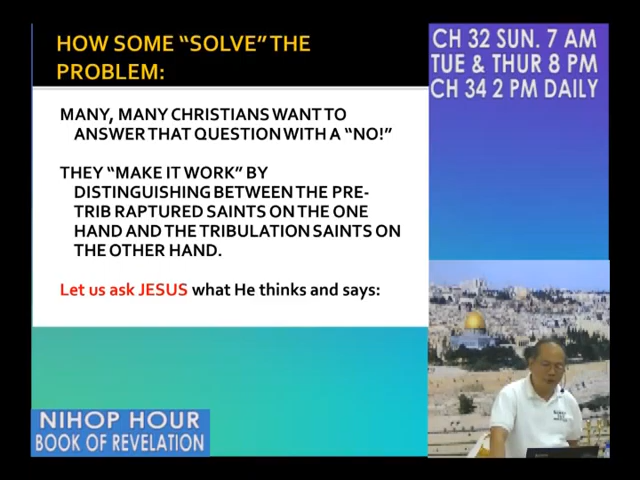 HOW SOME “SOLVE” THE
PROBLEM:
MANY, MANY CHRISTIANS WANT TO
ANSWER THAT QUESTION WITH A “NO!”
THEY “MAKE IT WORK” BY
DISTINGUISHING BETWEEN THE PRE-
TRIB RAPTURED SAINTS ON THE ONE
HAND AND THE TRIBULATION SAINTS ON
THE OTHER HAND.
Let us ask JESUS what He thinks and says:
CH 32 SUN. 7 AM
TUE & THUR 8 PM
CH 34 2 PM DAILY
NIHOP HOUR
BOOK OF REVELATION